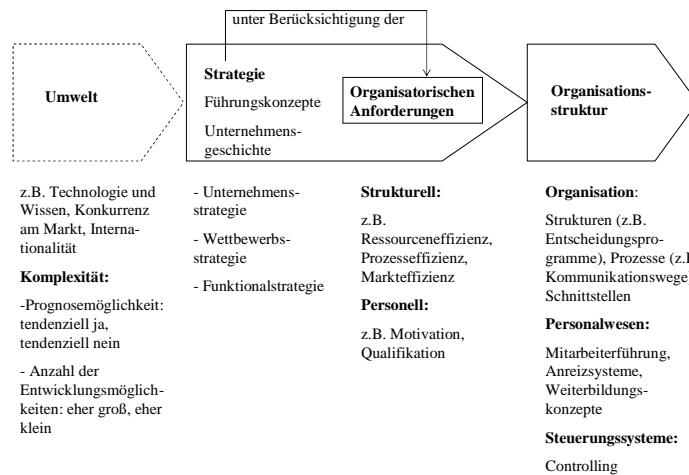 unter Berücksichtigung der
Umwelt
Strategie
Führungskonzepte
Unternehmens-
geschichte
Organisatorischen
Anforderungen
Organisations-
struktur
z.B. Technologie und
Wissen, Konkurrenz
am Markt, Interna-
tionalität
Komplexität:
-Prognosemöglichkeit:
tendenziell ja,
tendenziell nein
- Anzahl der
Entwicklungsmöglich-
keiten: eher groß, eher
klein
- Unternehmens-
strategie
- Wettbewerbs-
strategie
- Funktionalstrategie
Strukturell:
z.B.
Ressourceneffizienz,
Prozesseffizienz,
Markteffizienz
Personell:
z.B. Motivation,
Qualifikation
Organisation:
Strukturen (z.B.
Entscheidungspro-
gramme), Prozesse (z.B
Kommunikationswege)
Schnittstellen
Personalwesen:
Mitarbeiterführung,
Anreizsysteme,
Weiterbildungs-
konzepte
Steuerungssysteme:
Controlling